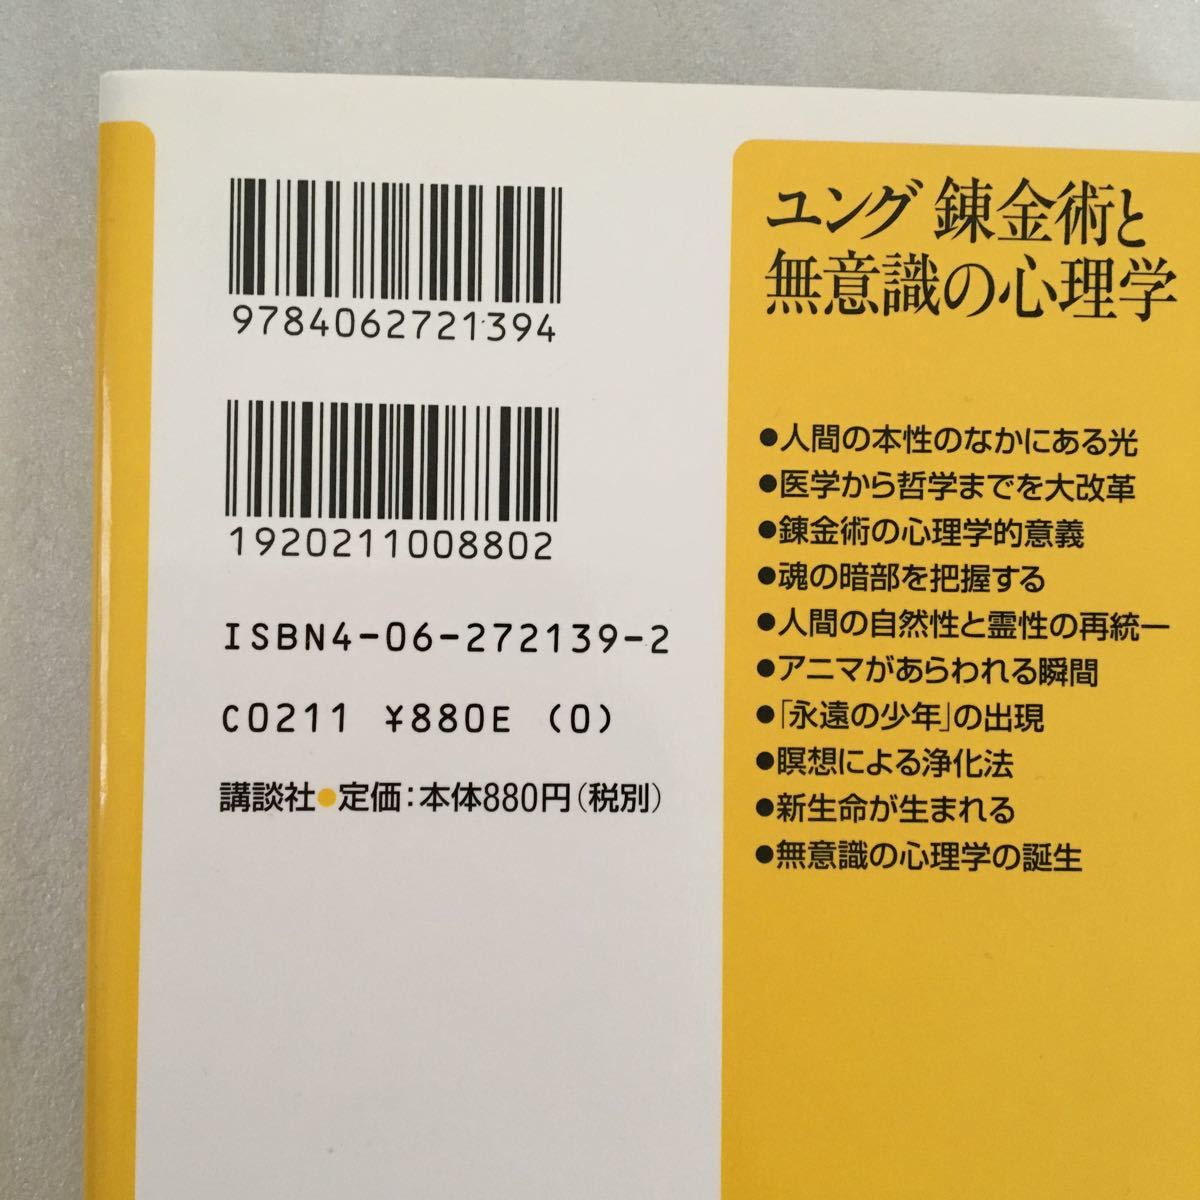 9784062721394
1920211008802
ISBN4-06-272139-2
C0211 ¥880E (0)
講談社●定価：本体880円（税別）
ユング 錬金術と
無意識の心理学
●人間の本性のなかにある光
●医学から哲学までを大改革
●錬金術の心理学的意義
●魂の暗部を把握する
●人間の自然性と霊性の再統一
●アニマがあらわれる瞬間
●「永遠の少年」の出現
●瞑想による浄化法
●新生命が生まれる
●無意識の心理学の誕生